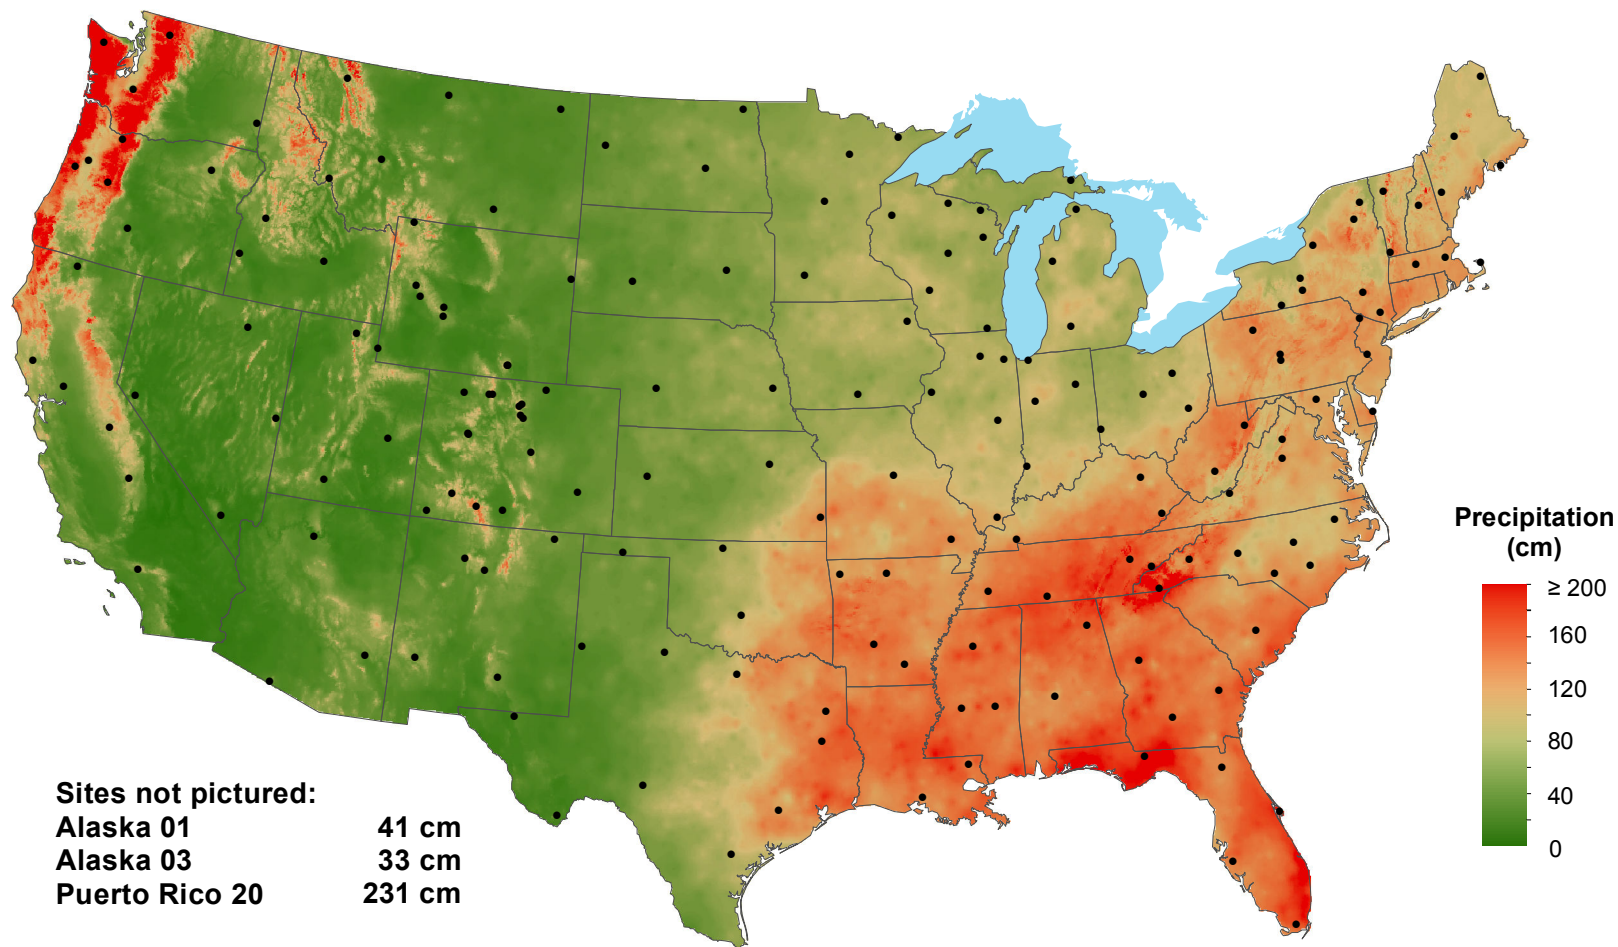 Precipitation
(cm)
≥ 200
160
120
80
40
0
Sites not pictured:
Alaska 01 41 cm
Alaska 03 33 cm
Puerto Rico 20 231 cm